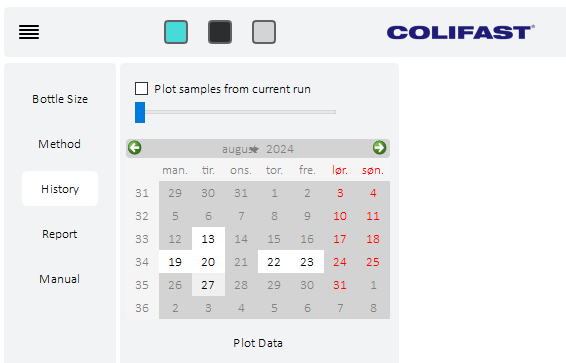 COLIFAST
Bottle Size
Method
History
Report
Manual
Plot samples from current run
august 2024
man. tir. ons. tor. fre. lør. søn.
31 29 30 31 1 2 3 4
32 5 6 7 8 9 10 11
33 12 13 14 15 16 17 18
34 19 20 21 22 23 24 25
35 26 27 28 29 30 31 1
36 2 3 4 5 6 7 8
Plot Data